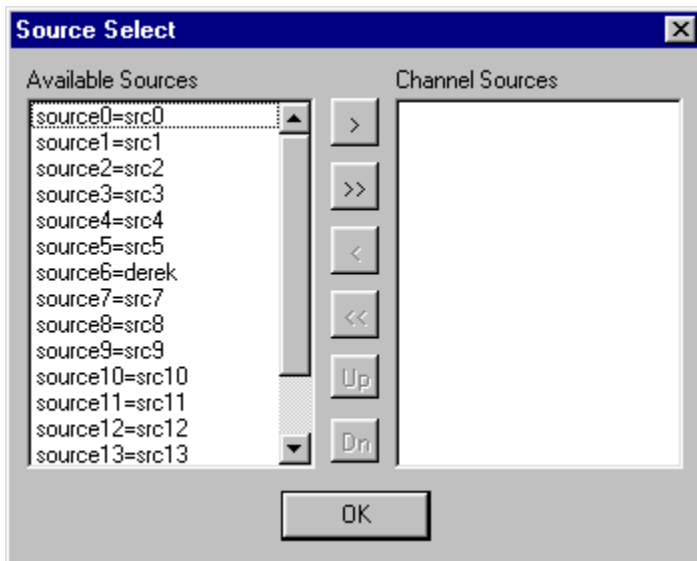 Source Select
Available Sources
Channel Sources
source0=src0
source1=src1
source2=src2
source3=src3
source4=src4
source5=src5
source6=derek
source7=src7
source8=src8
source9=src9
source10=src10
source11=src11
source12=src12
source13=src13
>
>>
<
<<
Up
Dn
OK